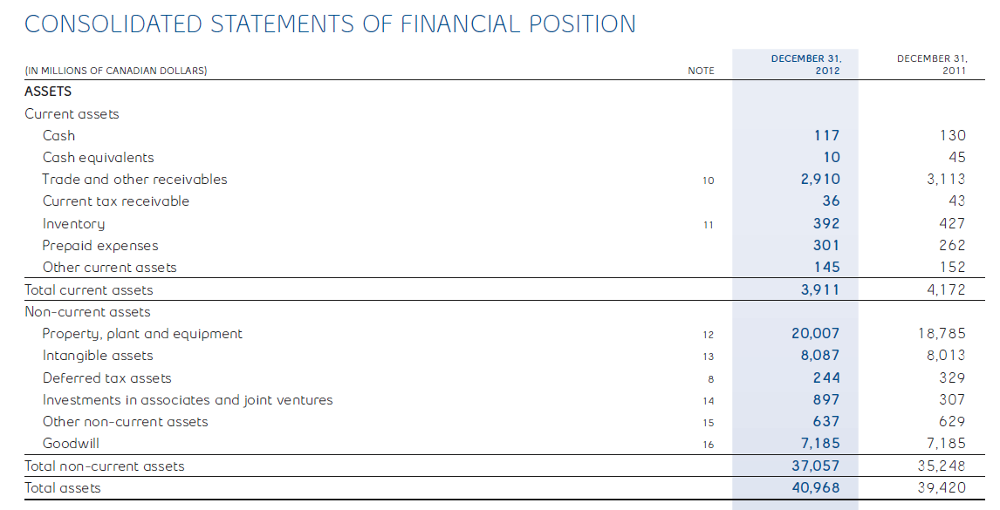 CONSOLIDATED STATEMENTS OF FINANCIAL POSITION
(IN MILLIONS OF CANADIAN DOLLARS) NOTE DECEMBER 31, 2012 DECEMBER 31, 2011
ASSETS
Current assets
Cash 117 130
Cash equivalents 10 45
Trade and other receivables 10 2,910 3,113
Current tax receivable 36 43
Inventory 11 392 427
Prepaid expenses 301 262
Other current assets 145 152
Total current assets 3,911 4,172
Non-current assets
Property, plant and equipment 12 20,007 18,785
Intangible assets 13 8,087 8,013
Deferred tax assets 8 244 329
Investments in associates and joint ventures 14 897 307
Other non-current assets 15 637 629
Goodwill 16 7,185 7,185
Total non-current assets 37,057 35,248
Total assets 40,968 39,420